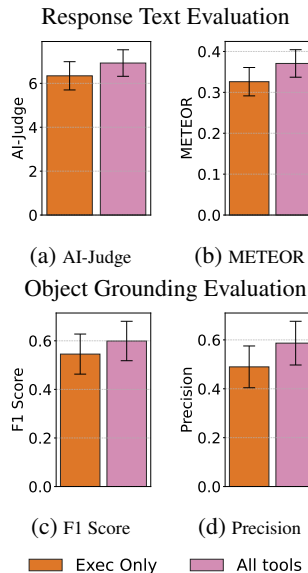 Response Text Evaluation
AI-Judge
6
4
2
0
METEOR
0.4
0.3
0.2
0.1
0.0
(a) AI-Judge
(b) METEOR
Object Grounding Evaluation
F1 Score
0.6
0.4
0.2
0.0
Precision
0.6
0.4
0.2
0.0
(c) F1 Score
(d) Precision
Exec Only
All tools